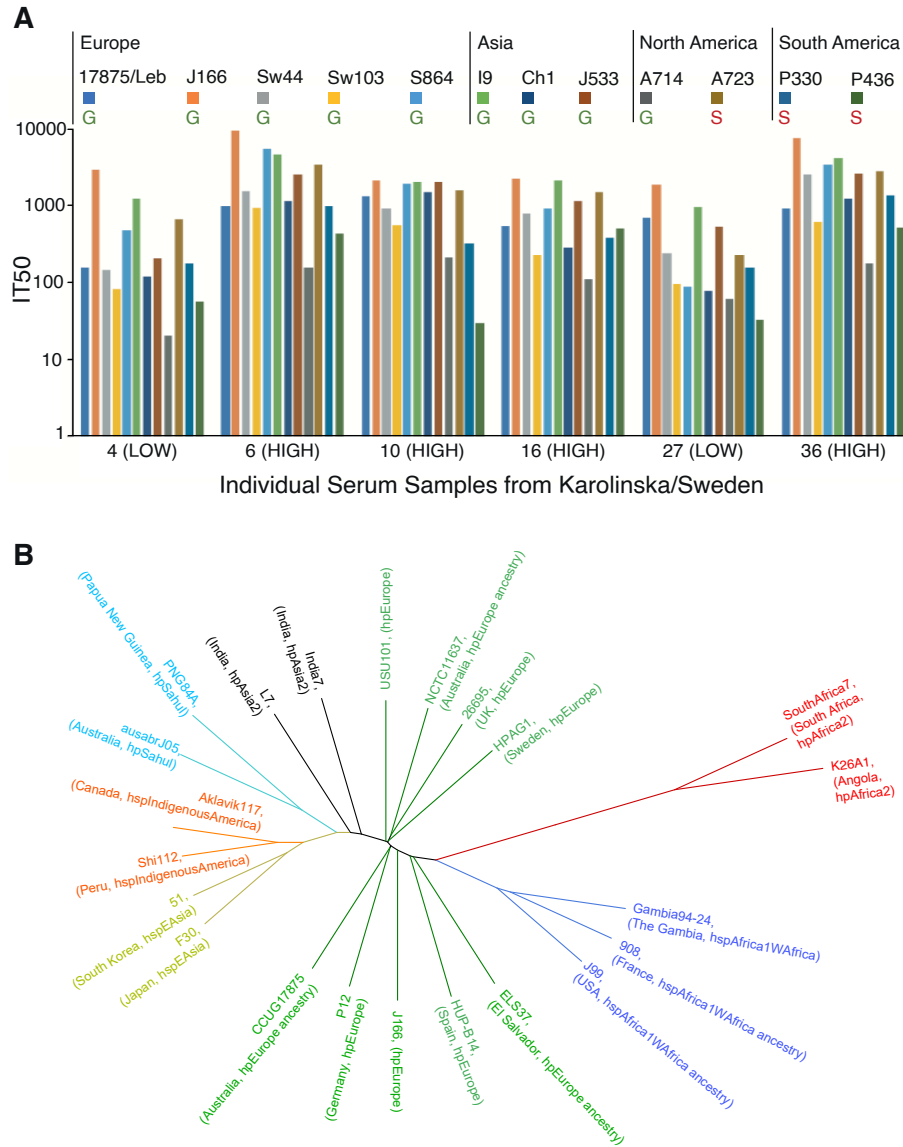 A
Europe Asia North America South America
17875/Leb J166 Sw44 Sw103 S864 I9 Ch1 J533 A714 A723 P330 P436
G G G G G G G G G S S S
10000
1000
100
10
1
IT50
4 (LOW) 6 (HIGH) 10 (HIGH) 16 (HIGH) 27 (LOW) 36 (HIGH)
Individual Serum Samples from Karolinska/Sweden
B
PNG84A,
(Papua New Guinea, hpSahul)
ausabrJ05,
(Australia, hpSahul)
Aklavik117,
(Canada, hspIndigenousAmerica)
Shi112,
(Peru, hspIndigenousAmerica)
51,
(South Korea, hspEAsia)
F30,
(Japan, hspEAsia)
L7,
(India, hpAsia2)
India7,
(India, hpAsia2)
USU101, (hpEurope)
NCTC11637,
(Australia, hpEurope ancestry)
26695,
(UK, hpEurope)
HPAG1,
(Sweden, hpEurope)
SouthAfrica7,
(South Africa,
hpAfrica2)
K26A1,
(Angola,
hpAfrica2)
Gambia94-24,
(The Gambia, hspAfrica1WAfrica)
908,
(France, hspAfrica1WAfrica ancestry)
J99,
(USA, hspAfrica1WAfrica ancestry)
ELS37,
(El Salvador, hpEurope ancestry)
HUP-B14,
(Spain, hpEurope)
J166, (hpEurope)
P12
(Germany, hpEurope)
CCUG17875
(Australia, hpEurope ancestry)